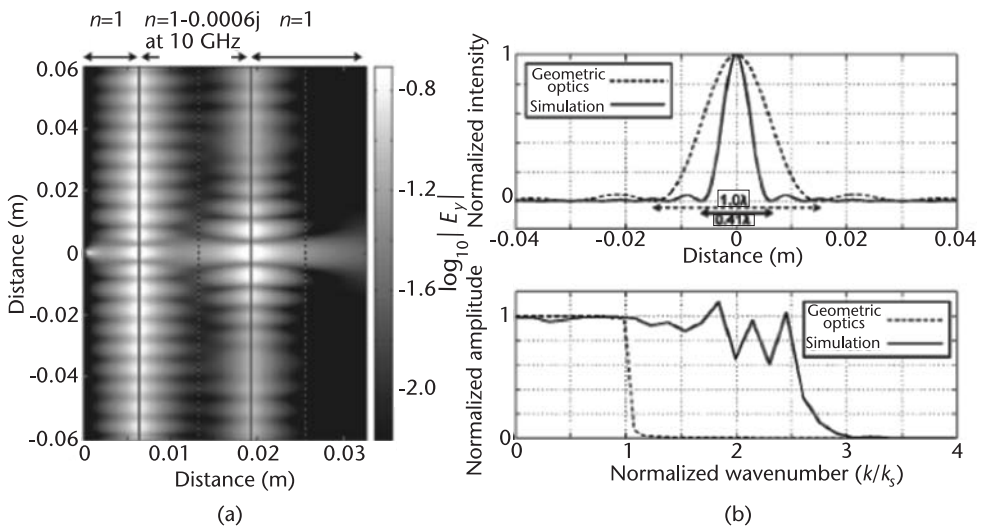 n=1 n=1-0.0006j n=1
at 10 GHz
0.06
0.04
0.02
0
-0.02
-0.04
-0.06
Distance (m)
0 0.01 0.02 0.03
Distance (m)
-0.8
-1.2
-1.6
-2.0
log10|Ey|
(a)
Normalized intensity
1
0
Geometric
optics
Simulation
1.0λ
0.41λ
-0.04 -0.02 0 0.02 0.04
Distance (m)
Normalized amplitude
1
0
Geometric
optics
Simulation
0 1 2 3 4
Normalized wavenumber (k/ks)
(b)